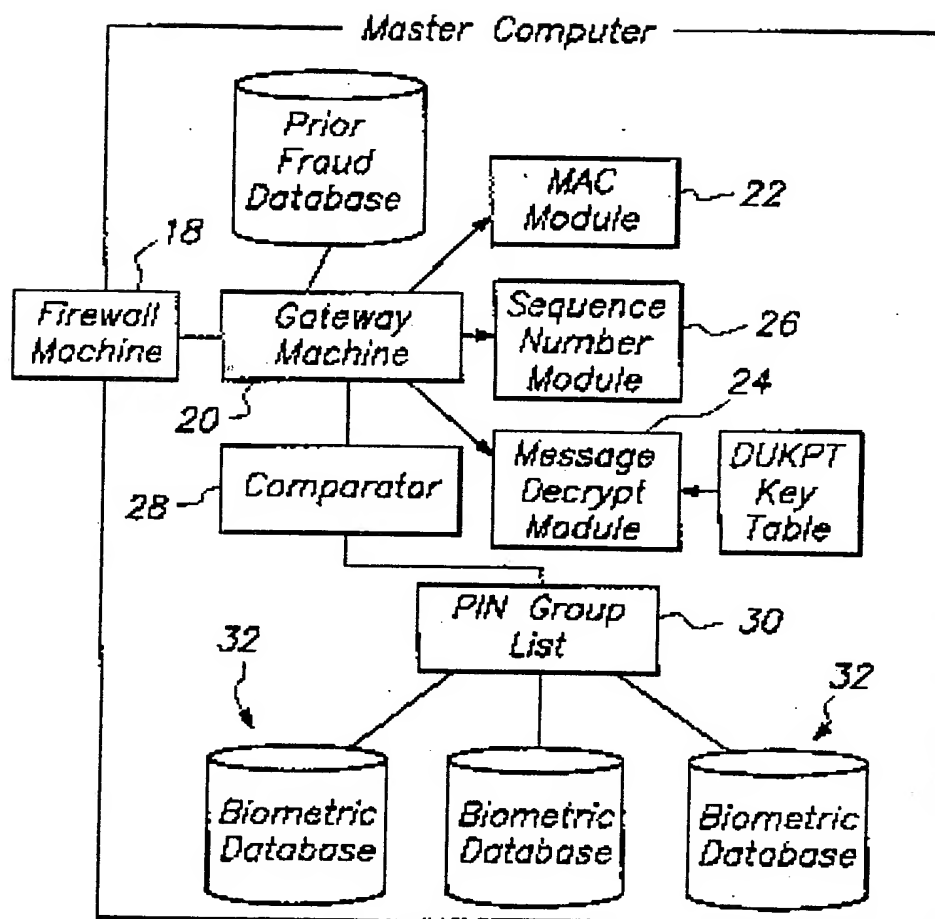 Master Computer
Prior
Fraud
Database
MAC
Module
22
18
Firewall
Machine
Gateway
Machine
Sequence
Number
Module
26
20
24
Comparator
28
Message
Decrypt
Module
DUKPT
Key
Table
PIN Group
List
30
32
32
Biometric
Database
Biometric
Database
Biometric
Database